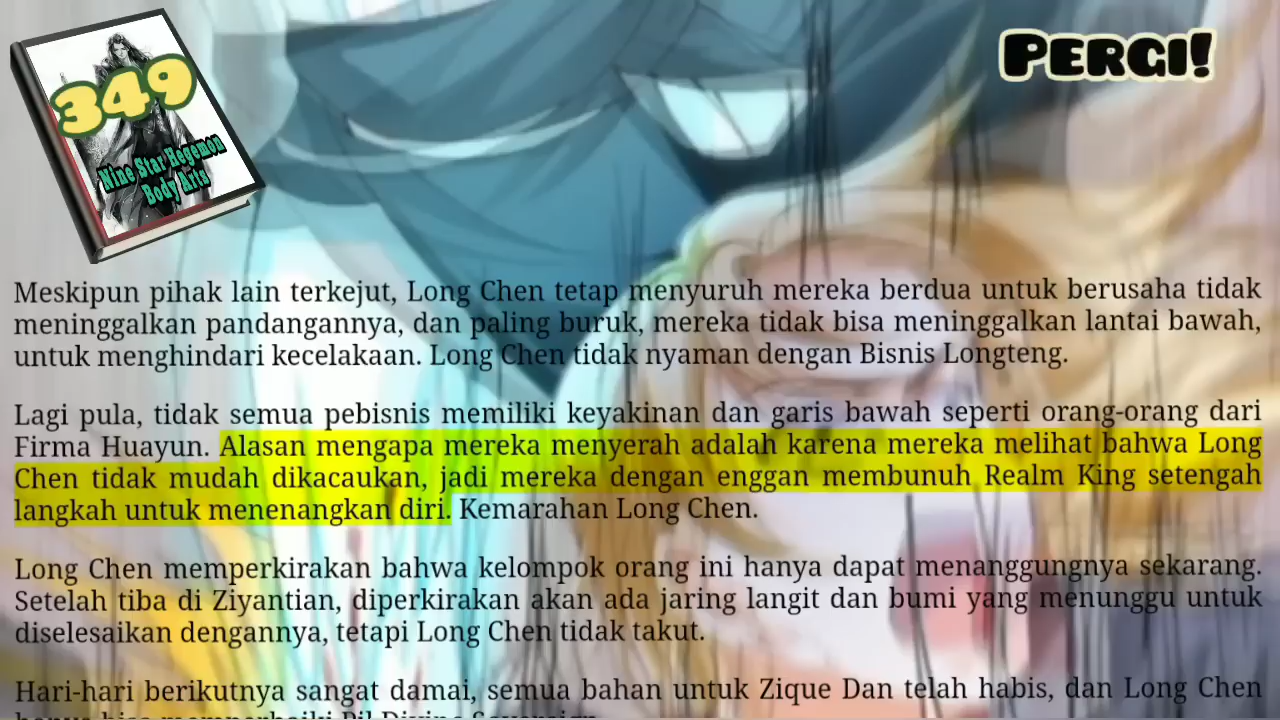 349
Nine Star Hegemon
Body Arts
PERGI!
Meskipun pihak lain terkejut, Long Chen tetap menyuruh mereka berdua untuk berusaha tidak
meninggalkan pandangannya, dan paling buruk, mereka tidak bisa meninggalkan lantai bawah,
untuk menghindari kecelakaan. Long Chen tidak nyaman dengan Bisnis Longteng.
Lagi pula, tidak semua pebisnis memiliki keyakinan dan garis bawah seperti orang-orang dari
Firma Huayun. Alasan mengapa mereka menyerah adalah karena mereka melihat bahwa Long
Chen tidak mudah dikacaukan, jadi mereka dengan enggan membunuh Realm King setengah
langkah untuk menenangkan diri. Kemarahan Long Chen.
Long Chen memperkirakan bahwa kelompok orang ini hanya dapat menanggungnya sekarang.
Setelah tiba di Ziyantian, diperkirakan akan ada jaring langit dan bumi yang menunggu untuk
diselesaikan dengannya, tetapi Long Chen tidak takut.
Hari-hari berikutnya sangat damai, semua bahan untuk Zique Dan telah habis, dan Long Chen